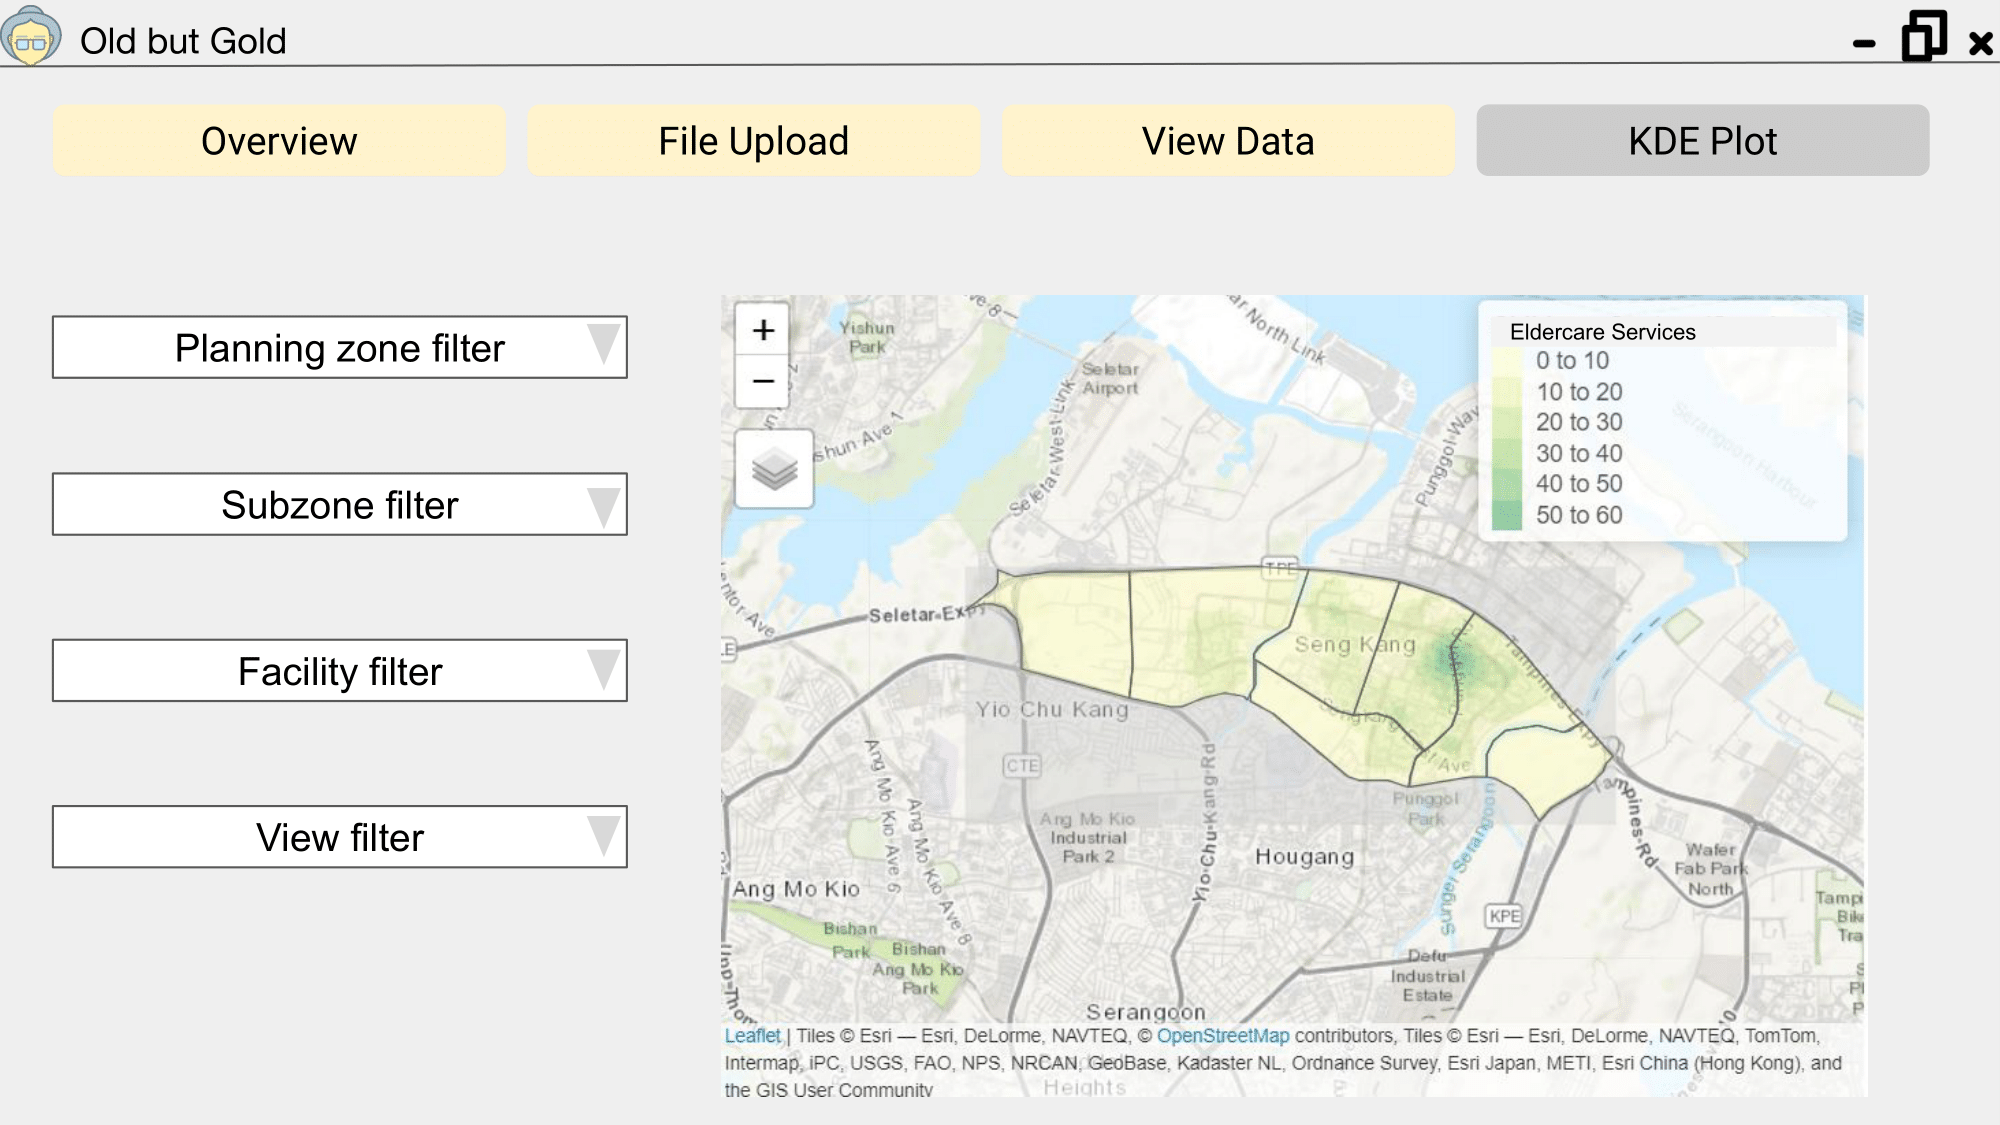 Old but Gold
Overview
File Upload
View Data
KDE Plot
Planning zone filter
Subzone filter
Facility filter
View filter
+
−
Eldercare Services
0 to 10
10 to 20
20 to 30
30 to 40
40 to 50
50 to 60
Yishun
Park
Seletar
Airport
Seletar-West-Link
Punggol-Way
Serangoon Harbour
TPE
Seletar-Expy
Seng Kang
Tampines Expy
Yio Chu Kang
CTE
Yio-Chu-Kang-Rd
Ang Mo Kio Ave 6
Ang Mo Kio Ave 8
Ang Mo Kio
Industrial
Park 2
Hougang
Punggol
Park
Sungei Serangoon
Tampines-Rd
Wafer
Fab Park
North
Ang Mo Kio
KPE
Bishan
Park
Bishan
Ang Mo Kio
Park
Defu
Industrial
Estate
Serangoon
Leaflet | Tiles © Esri — Esri, DeLorme, NAVTEQ, © OpenStreetMap contributors, Tiles © Esri — Esri, DeLorme, NAVTEQ, TomTom,
Intermap, iPC, USGS, FAO, NPS, NRCAN, GeoBase, Kadaster NL, Ordnance Survey, Esri Japan, METI, Esri China (Hong Kong), and
the GIS User Community
Heights